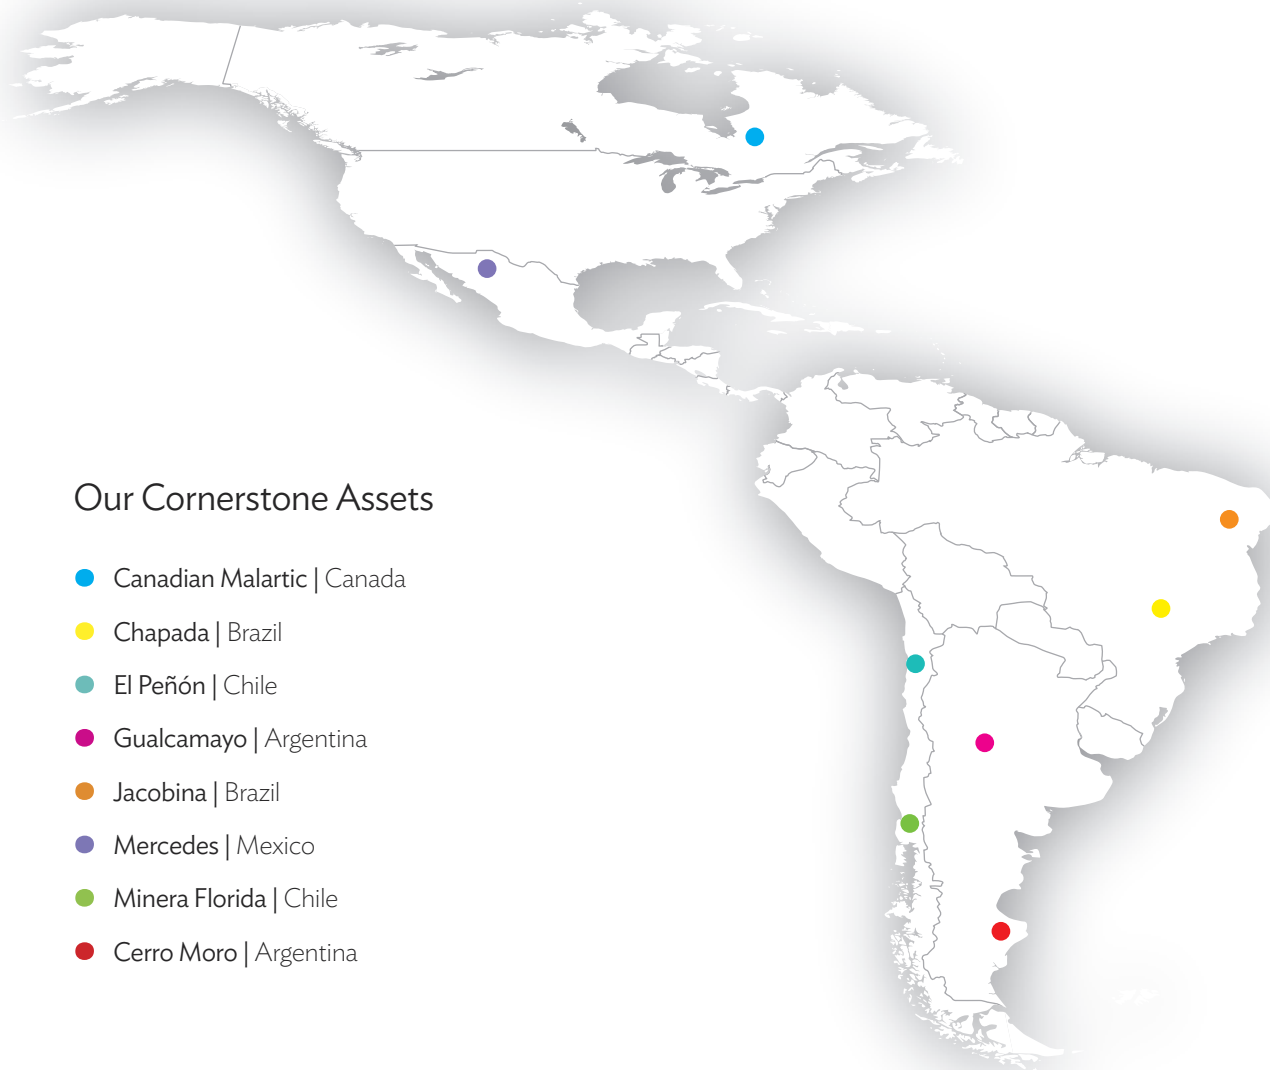 Our Cornerstone Assets
Canadian Malartic | Canada
Chapada | Brazil
El Peñón | Chile
Gualcamayo | Argentina
Jacobina | Brazil
Mercedes | Mexico
Minera Florida | Chile
Cerro Moro | Argentina